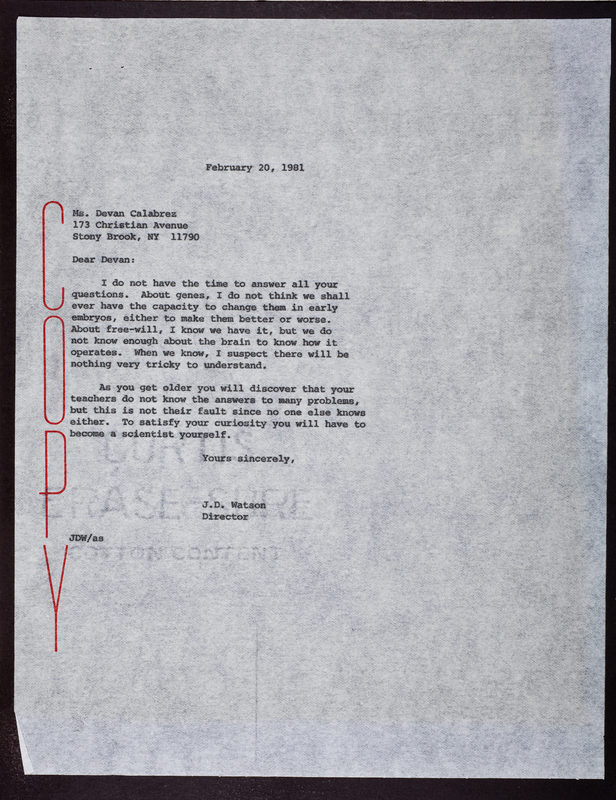 February 20, 1981
Ms. Devan Calabrez
173 Christian Avenue
Stony Brook, NY 11790
Dear Devan:
I do not have the time to answer all your
questions. About genes, I do not think we shall
ever have the capacity to change them in early
embryos, either to make them better or worse.
About free-will, I know we have it, but we do
not know enough about the brain to know how it
operates. When we know, I suspect there will be
nothing very tricky to understand.
As you get older you will discover that your
teachers do not know the answers to many problems,
but this is not their fault since no one else knows
either. To satisfy your curiosity you will have to
become a scientist yourself.
Yours sincerely,
J.D. Watson
Director
JDW/as
COPY
CURTIS
ERASE-SURE
COTTON CONTENT